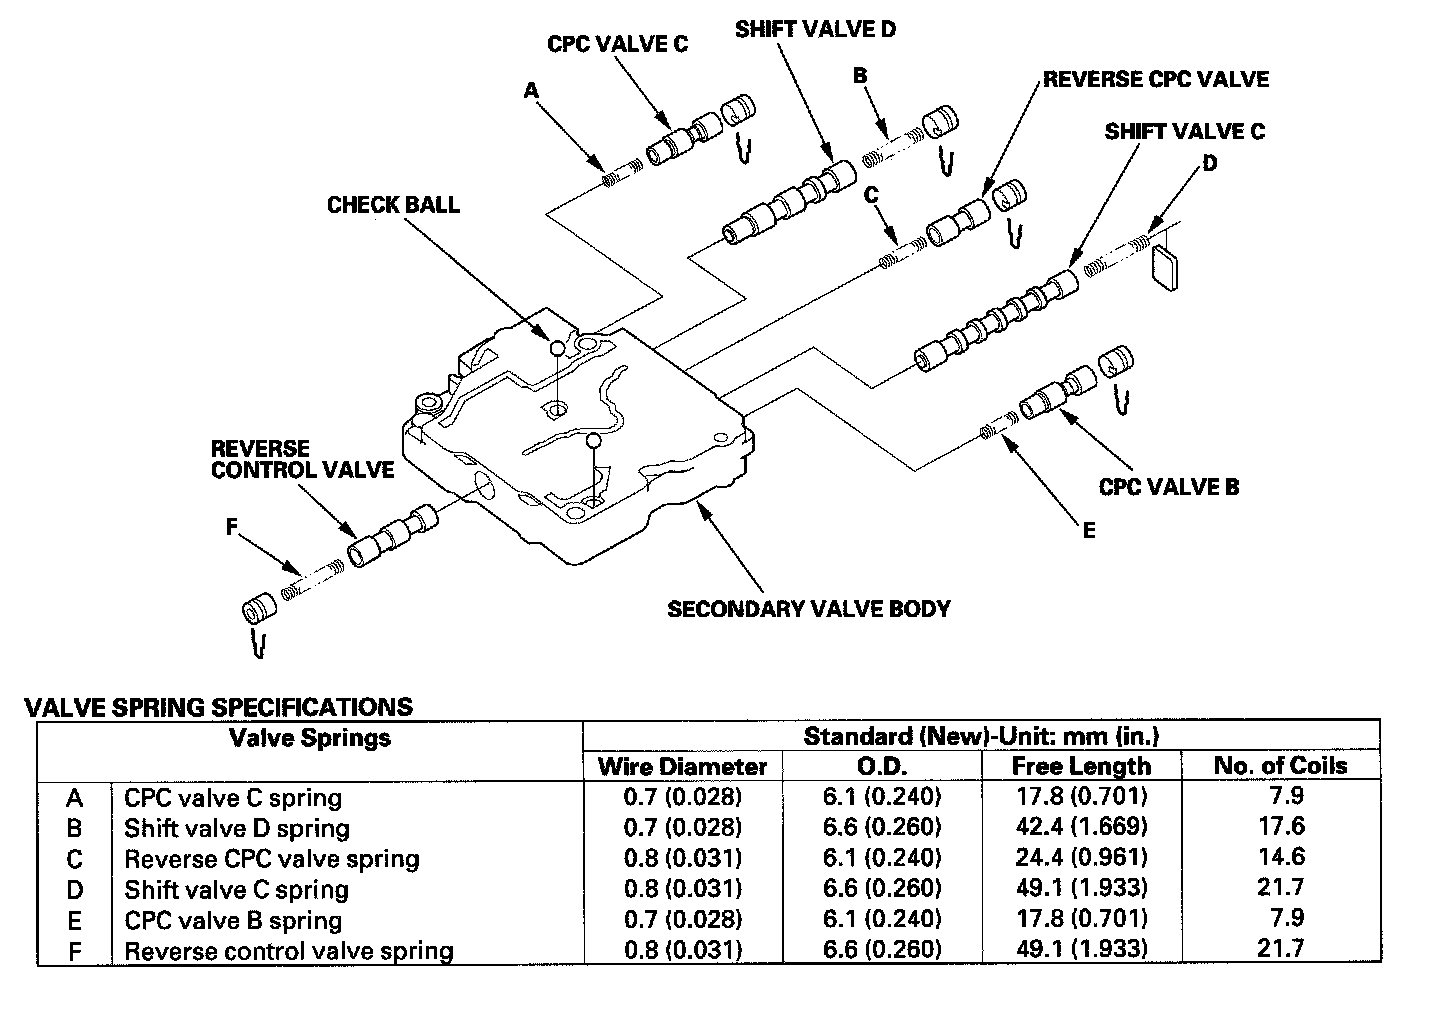 SHIFT VALVE D
CPC VALVE C
B
REVERSE CPC VALVE
A
SHIFT VALVE C
D
C
CHECK BALL
REVERSE
CONTROL VALVE
CPC VALVE B
F
E
SECONDARY VALVE BODY
VALVE SPRING SPECIFICATIONS
Valve Springs Standard (New)-Unit: mm (in.)
Wire Diameter O.D. Free Length No. of Coils
A CPC valve C spring 0.7 (0.028) 6.1 (0.240) 17.8 (0.701) 7.9
B Shift valve D spring 0.7 (0.028) 6.6 (0.260) 42.4 (1.669) 17.6
C Reverse CPC valve spring 0.8 (0.031) 6.1 (0.240) 24.4 (0.961) 14.6
D Shift valve C spring 0.8 (0.031) 6.6 (0.260) 49.1 (1.933) 21.7
E CPC valve B spring 0.7 (0.028) 6.1 (0.240) 17.8 (0.701) 7.9
F Reverse control valve spring 0.8 (0.031) 6.6 (0.260) 49.1 (1.933) 21.7